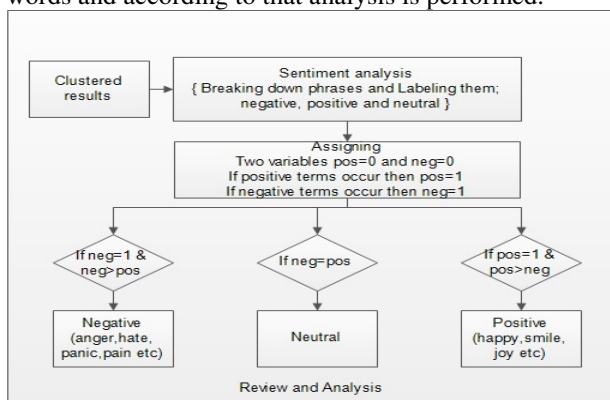 words and according to that analysis is performed.
Clustered
results
Sentiment analysis
{ Breaking down phrases and Labeling them;
negative, positive and neutral }
Assigning
Two variables pos=0 and neg=0
If positive terms occur then pos=1
If negative terms occur then neg=1
If neg=1 &
neg>pos
If neg=pos
If pos=1 &
pos>neg
Negative
(anger,hate,
panic,pain etc)
Neutral
Positive
(happy,smile,
joy etc)
Review and Analysis